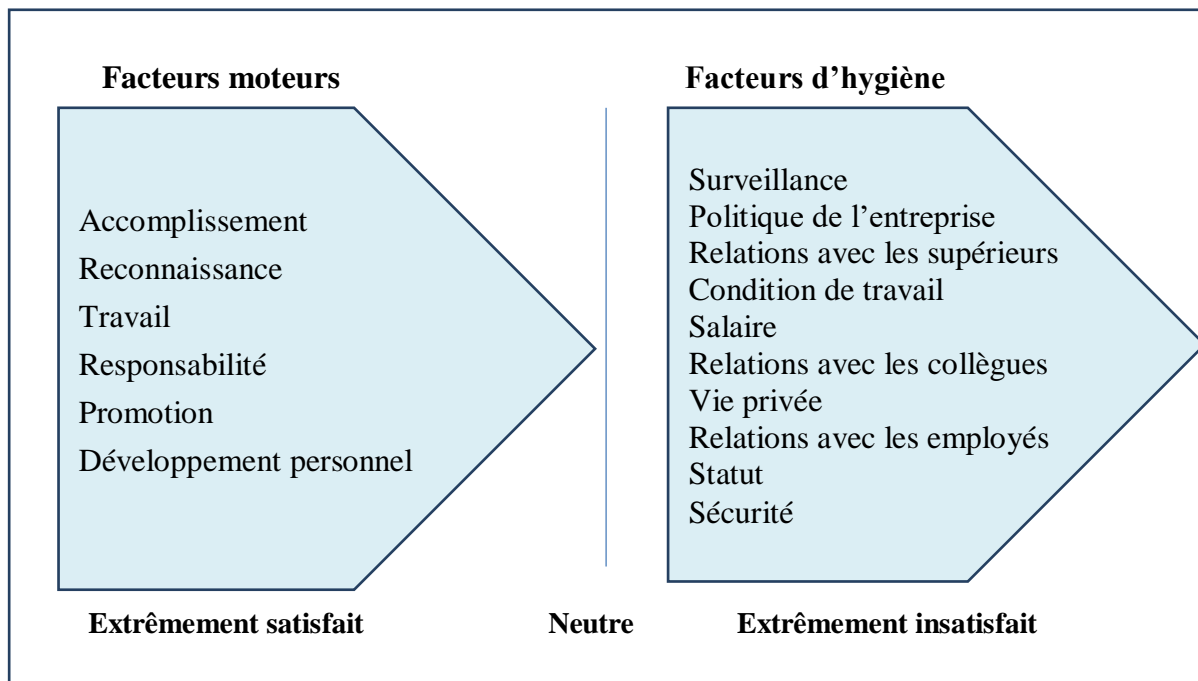 Facteurs moteurs
Accomplissement
Reconnaissance
Travail
Responsabilité
Promotion
Développement personnel
Extrêmement satisfait
Neutre
Facteurs d’hygiène
Surveillance
Politique de l’entreprise
Relations avec les supérieurs
Condition de travail
Salaire
Relations avec les collègues
Vie privée
Relations avec les employés
Statut
Sécurité
Extrêmement insatisfait